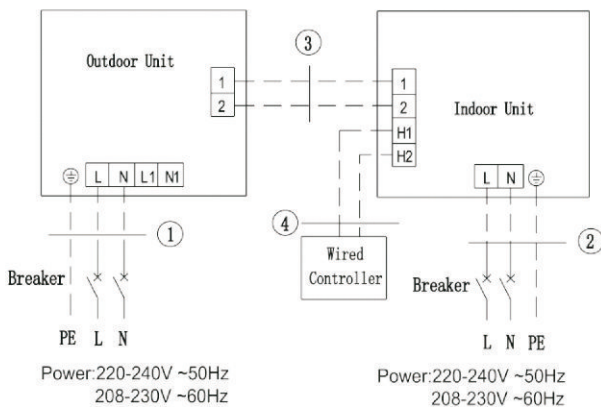 Outdoor Unit
1
2
L N L1 N1
①
Breaker
PE L N
Power:220-240V ~50Hz
208-230V ~60Hz
③
1
2
H1
H2
Indoor Unit
L N
④
Wired
Controller
②
Breaker
L N PE
Power:220-240V ~50Hz
208-230V ~60Hz